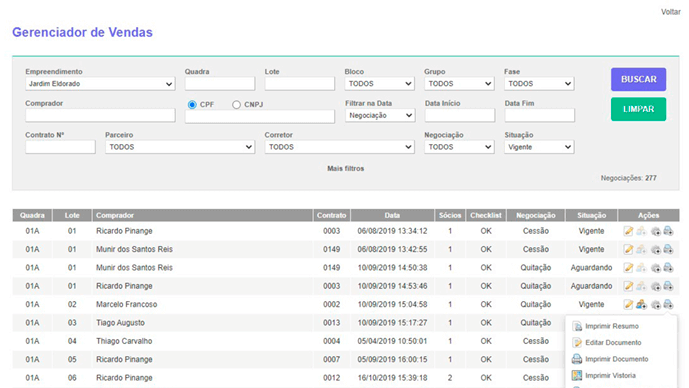 Voltar
Gerenciador de Vendas
Empreendimento Quadra Lote Bloco Grupo Fase
Jardim Eldorado TODOS TODOS TODOS BUSCAR
Comprador CPF CNPJ Filtrar na Data Data Início Data Fim LIMPAR
Negociação
Contrato Nº Parceiro Corretor Negociação Situação
TODOS TODOS TODOS Vigente
Mais filtros
Negociações: 277
Quadra Lote Comprador Contrato Data Sócios Checklist Negociação Situação Ações
01A 01 Ricardo Pinange 0003 06/08/2019 13:34:12 1 OK Cessão Vigente
01A 01 Munir dos Santos Reis 0149 06/08/2019 13:42:55 1 OK Cessão Vigente
01A 01 Munir dos Santos Reis 0149 10/09/2019 14:50:38 1 OK Quitação Aguardando
01A 01 Ricardo Pinange 0003 10/09/2019 14:53:46 1 OK Quitação Aguardando
01A 02 Marcelo Francoso 0002 10/09/2019 15:04:58 1 OK Quitação Vigente
01A 03 Tiago Augusto 0013 10/09/2019 15:17:27 1 OK Quitação
Imprimir Resumo
01A 04 Thiago Carvalho 0004 05/04/2019 10:50:01 1 OK Cessão
Editar Documento
01A 05 Ricardo Pinange 0007 05/09/2019 16:00:15 1 OK Cessão
Imprimir Documento
01A 06 Ricardo Pinange 0012 16/10/2019 15:39:18 2 OK Cessão
Imprimir Vistoria